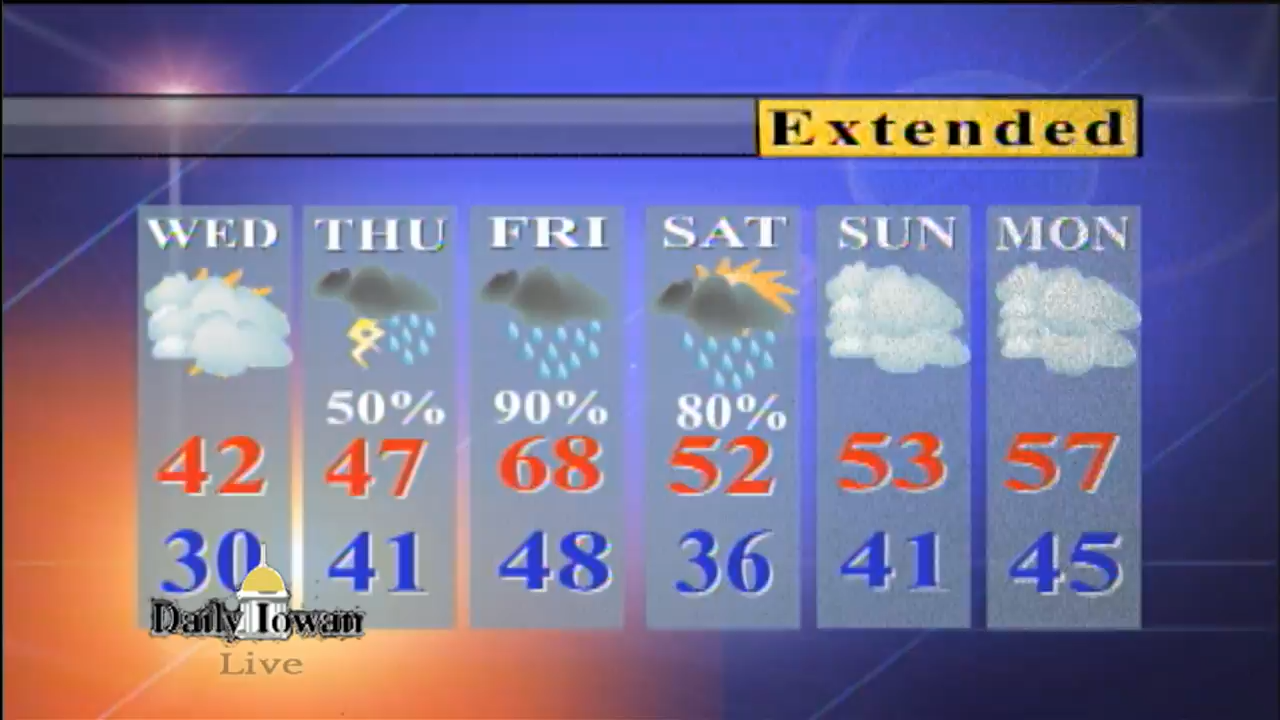 Extended
WED THU FRI SAT SUN MON
50% 90% 80%
42 47 68 52 53 57
30 41 48 36 41 45
Daily Iowan
Live